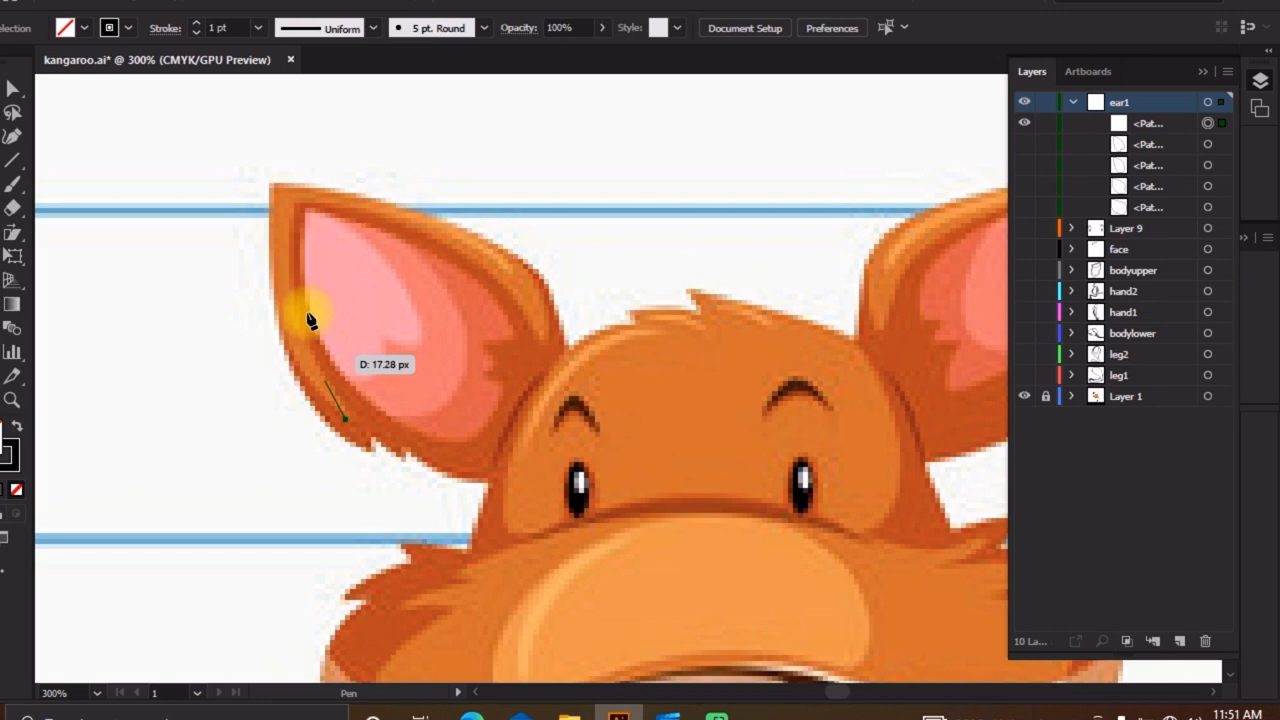 Stroke: 1 pt Uniform 5 pt. Round Opacity: 100% Style: Document Setup Preferences
kangaroo.ai* @ 300% (CMYK/GPU Preview) ×
Layers Artboards
ear1
<Pat...
<Pat...
<Pat...
<Pat...
<Pat...
Layer 9
face
bodyupper
hand2
hand1
bodylower
leg2
leg1
Layer 1
D: 17.28 px
10 La...
300% 1 Pen
11:51 AM